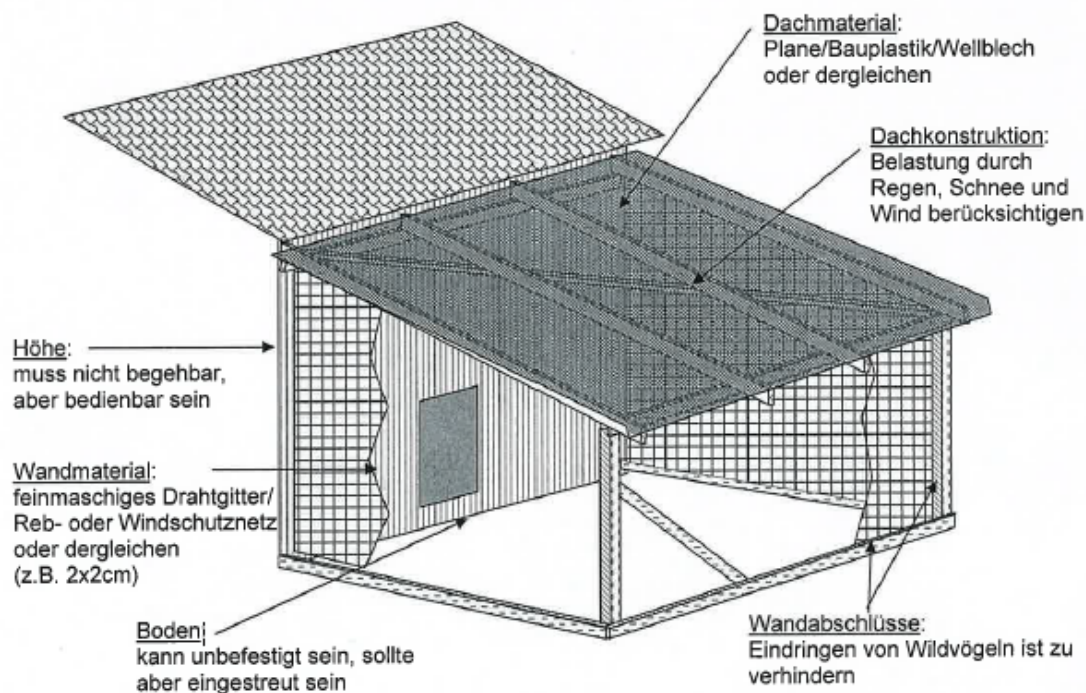 Dachmaterial:
Plane/Bauplastik/Wellblech
oder dergleichen
Dachkonstruktion:
Belastung durch
Regen, Schnee und
Wind berücksichtigen
Höhe:
muss nicht begehbar,
aber bedienbar sein
Wandmaterial:
feinmaschiges Drahtgitter/
Reb- oder Windschutznetz
oder dergleichen
(z.B. 2x2cm)
Boden:
kann unbefestigt sein, sollte
aber eingestreut sein
Wandabschlüsse:
Eindringen von Wildvögeln ist zu
verhindern